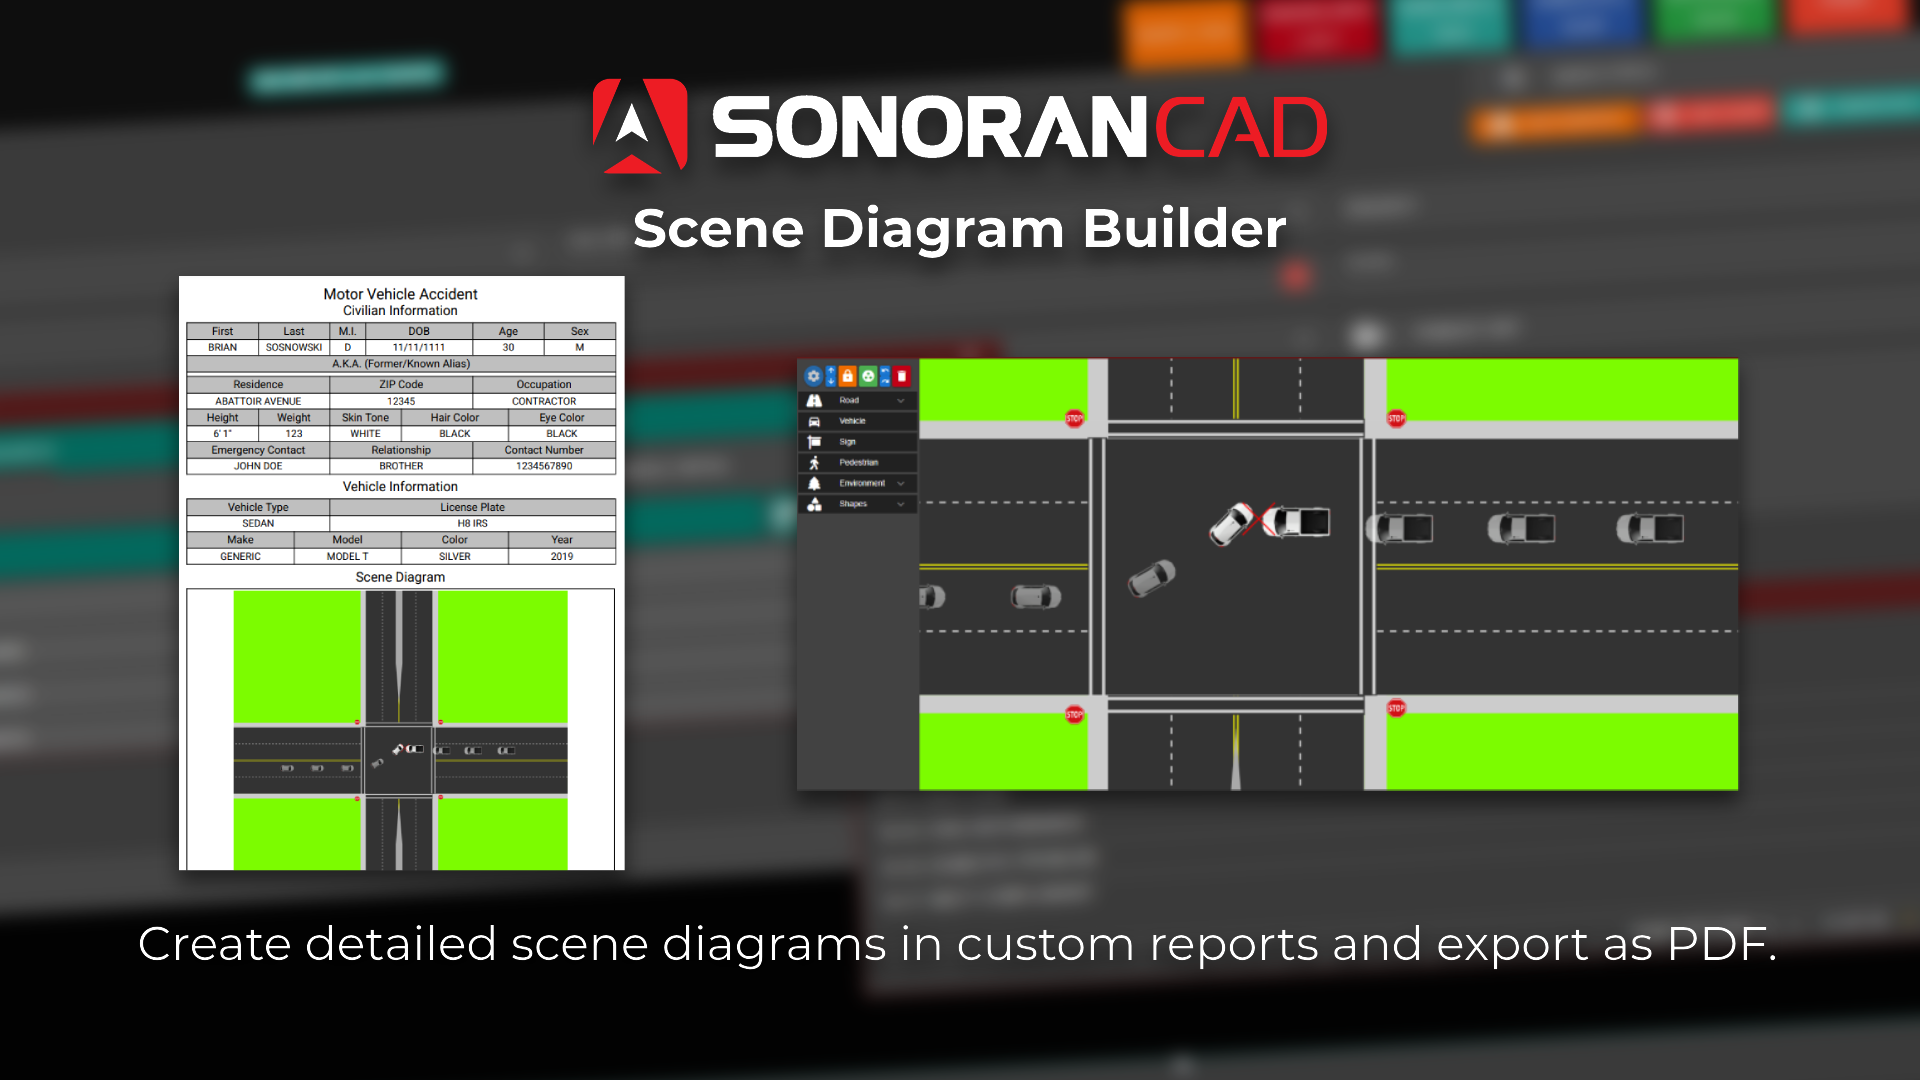 SONORANCAD
Scene Diagram Builder
Motor Vehicle Accident
Civilian Information
First Last M.I. DOB Age Sex
BRIAN SOSNOWSKI D 11/11/1111 30 M
A.K.A. (Former/Known Alias)
Residence ZIP Code Occupation
ABATTOIR AVENUE 12345 CONTRACTOR
Height Weight Skin Tone Hair Color Eye Color
6' 1" 123 WHITE BLACK BLACK
Emergency Contact Relationship Contact Number
JOHN DOE BROTHER 1234567890
Vehicle Information
Vehicle Type License Plate
SEDAN H8 IRS
Make Model Color Year
GENERIC MODEL T SILVER 2019
Scene Diagram
Road
Vehicle
Sign
Pedestrian
Environment
Shapes
STOP
STOP
STOP
STOP
Create detailed scene diagrams in custom reports and export as PDF.